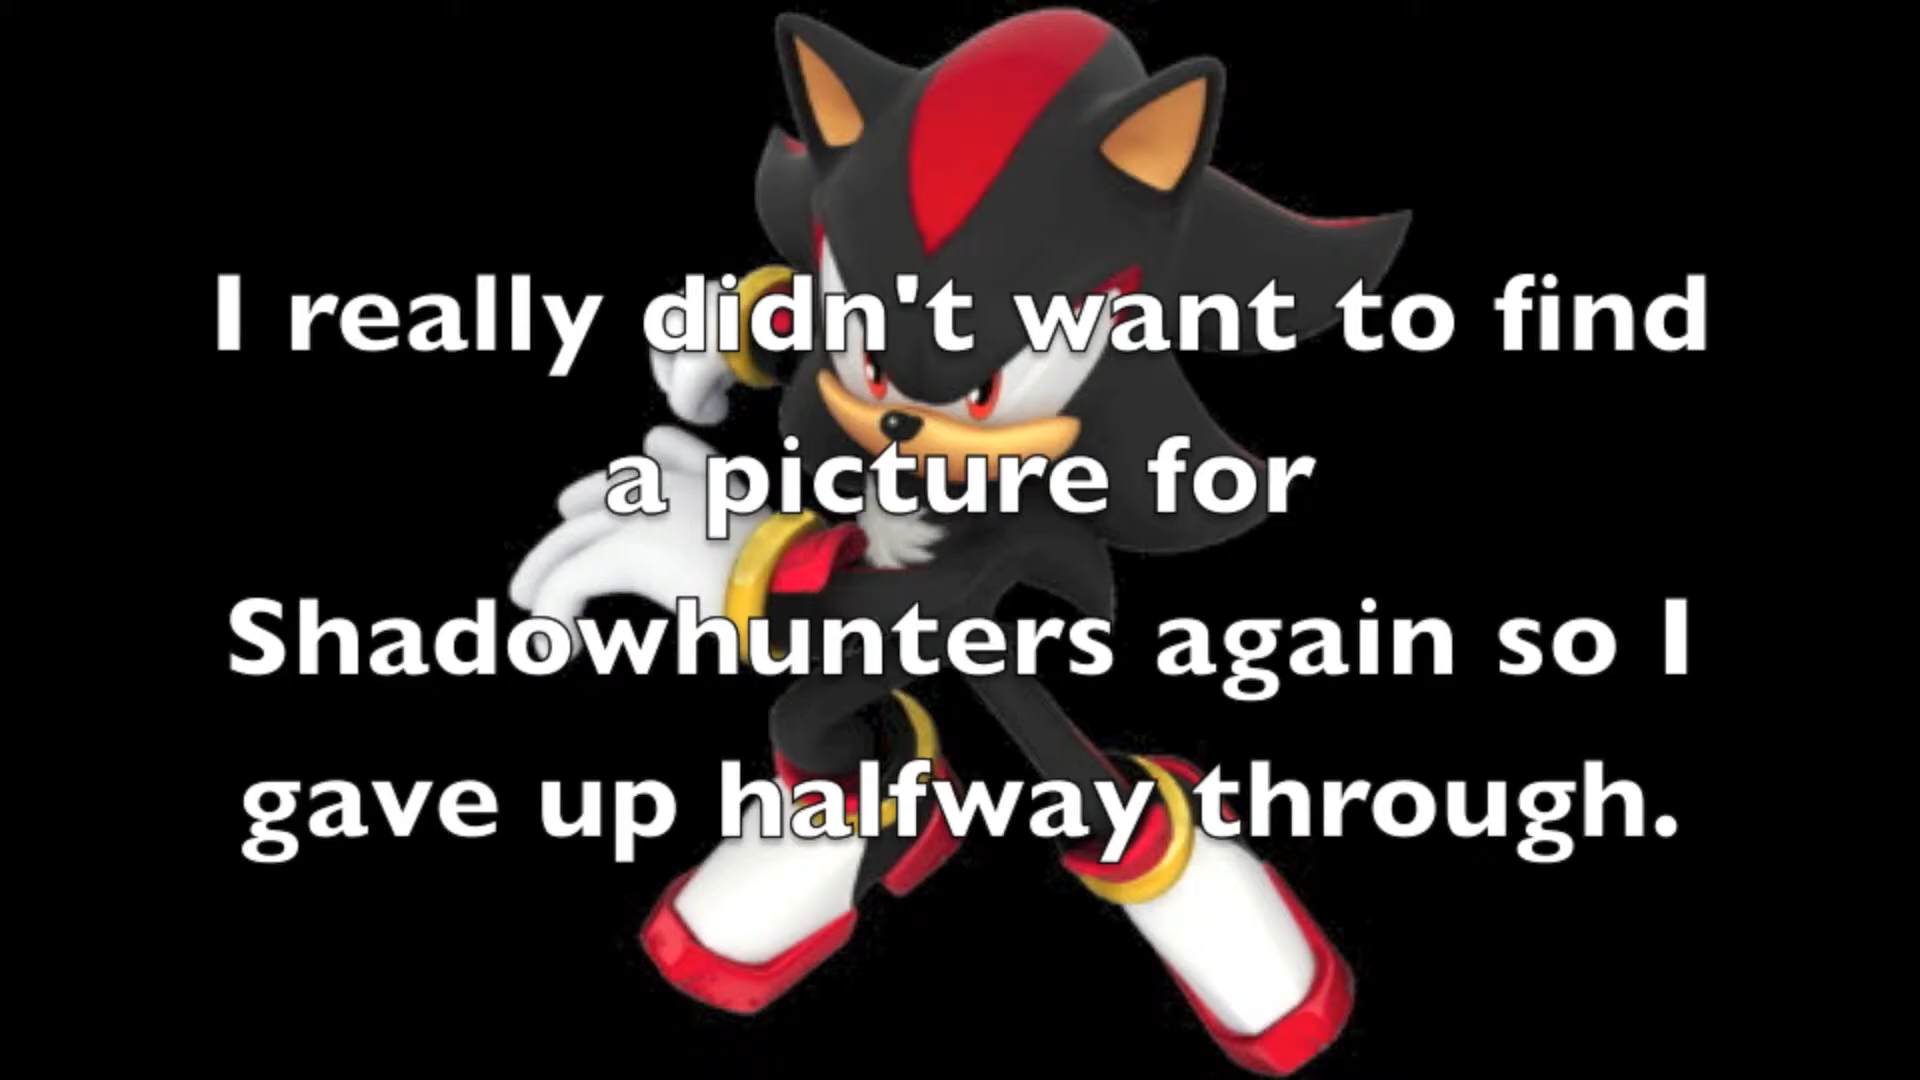 I really didn't want to find
a picture for
Shadowhunters again so I
gave up halfway through.